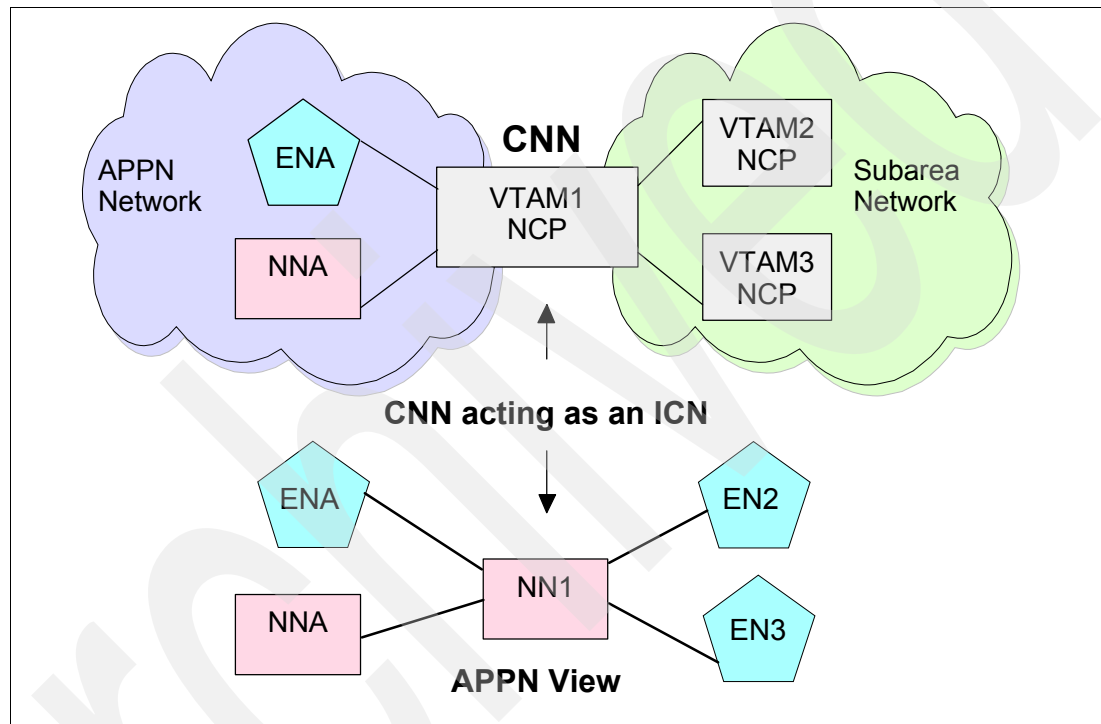 CNN
APPN
Network
ENA
NNA
VTAM1
NCP
VTAM2
NCP
VTAM3
NCP
Subarea
Network
CNN acting as an ICN
ENA
NNA
NN1
EN2
EN3
APPN View